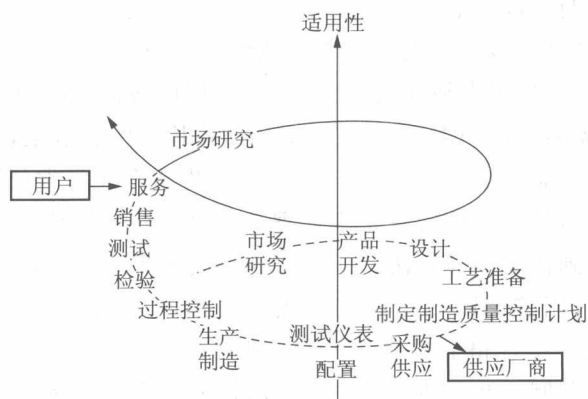 适用性
市场研究
用户
服务
销售
测试
检验
过程控制
生产
制造
市场
研究
产品
开发
设计
工艺准备
制定制造质量控制计划
测试仪表
配置
采购
供应
供应厂商